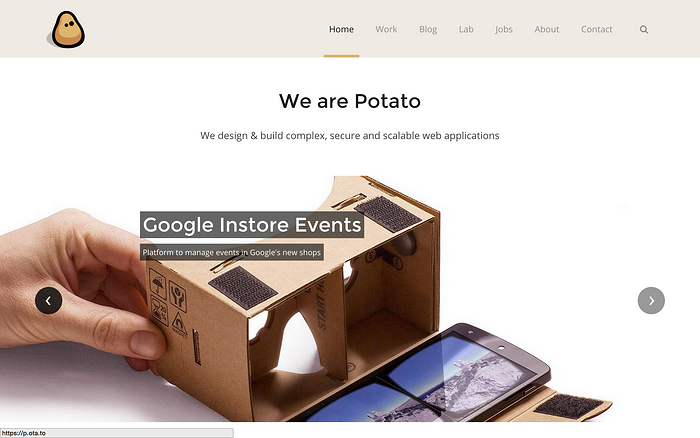 Home Work Blog Lab Jobs About Contact
We are Potato
We design & build complex, secure and scalable web applications
Google Instore Events
Platform to manage events in Google's new shops
https://p.ota.to